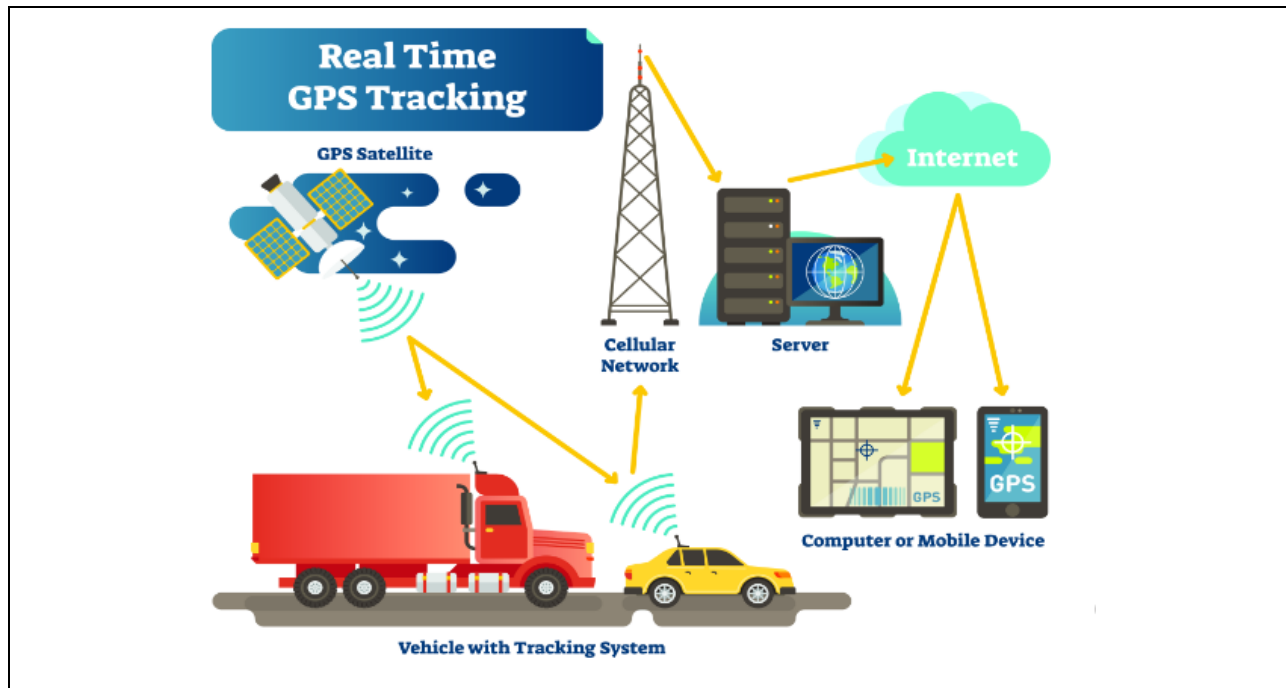 Real Time
GPS Tracking
GPS Satellite
Internet
Cellular
Network
Server
GPS
GPS
Computer or Mobile Device
Vehicle with Tracking System